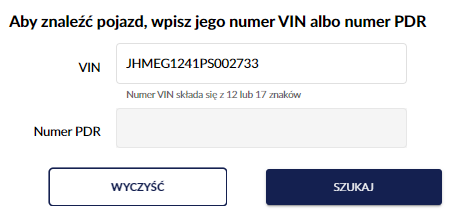 Aby znaleźć pojazd, wpisz jego numer VIN albo numer PDR
VIN
JHMEG1241PS002733
Numer VIN składa się z 12 lub 17 znaków
Numer PDR
WYCZYŚĆ
SZUKAJ